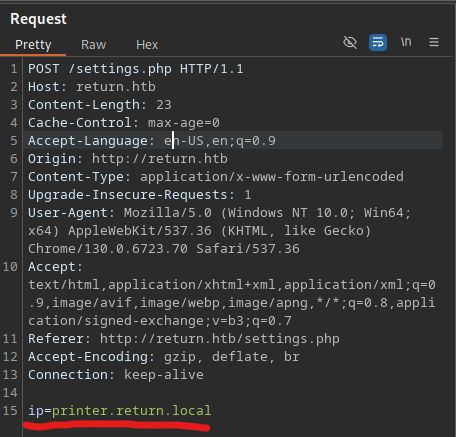 Request
Pretty Raw Hex \n
1 POST /settings.php HTTP/1.1
2 Host: return.htb
3 Content-Length: 23
4 Cache-Control: max-age=0
5 Accept-Language: en-US,en;q=0.9
6 Origin: http://return.htb
7 Content-Type: application/x-www-form-urlencoded
8 Upgrade-Insecure-Requests: 1
9 User-Agent: Mozilla/5.0 (Windows NT 10.0; Win64;
x64) AppleWebKit/537.36 (KHTML, like Gecko)
Chrome/130.0.6723.70 Safari/537.36
10 Accept:
text/html,application/xhtml+xml,application/xml;q=0
.9,image/avif,image/webp,image/apng,*/*;q=0.8,appli
cation/signed-exchange;v=b3;q=0.7
11 Referer: http://return.htb/settings.php
12 Accept-Encoding: gzip, deflate, br
13 Connection: keep-alive
14
15 ip=printer.return.local